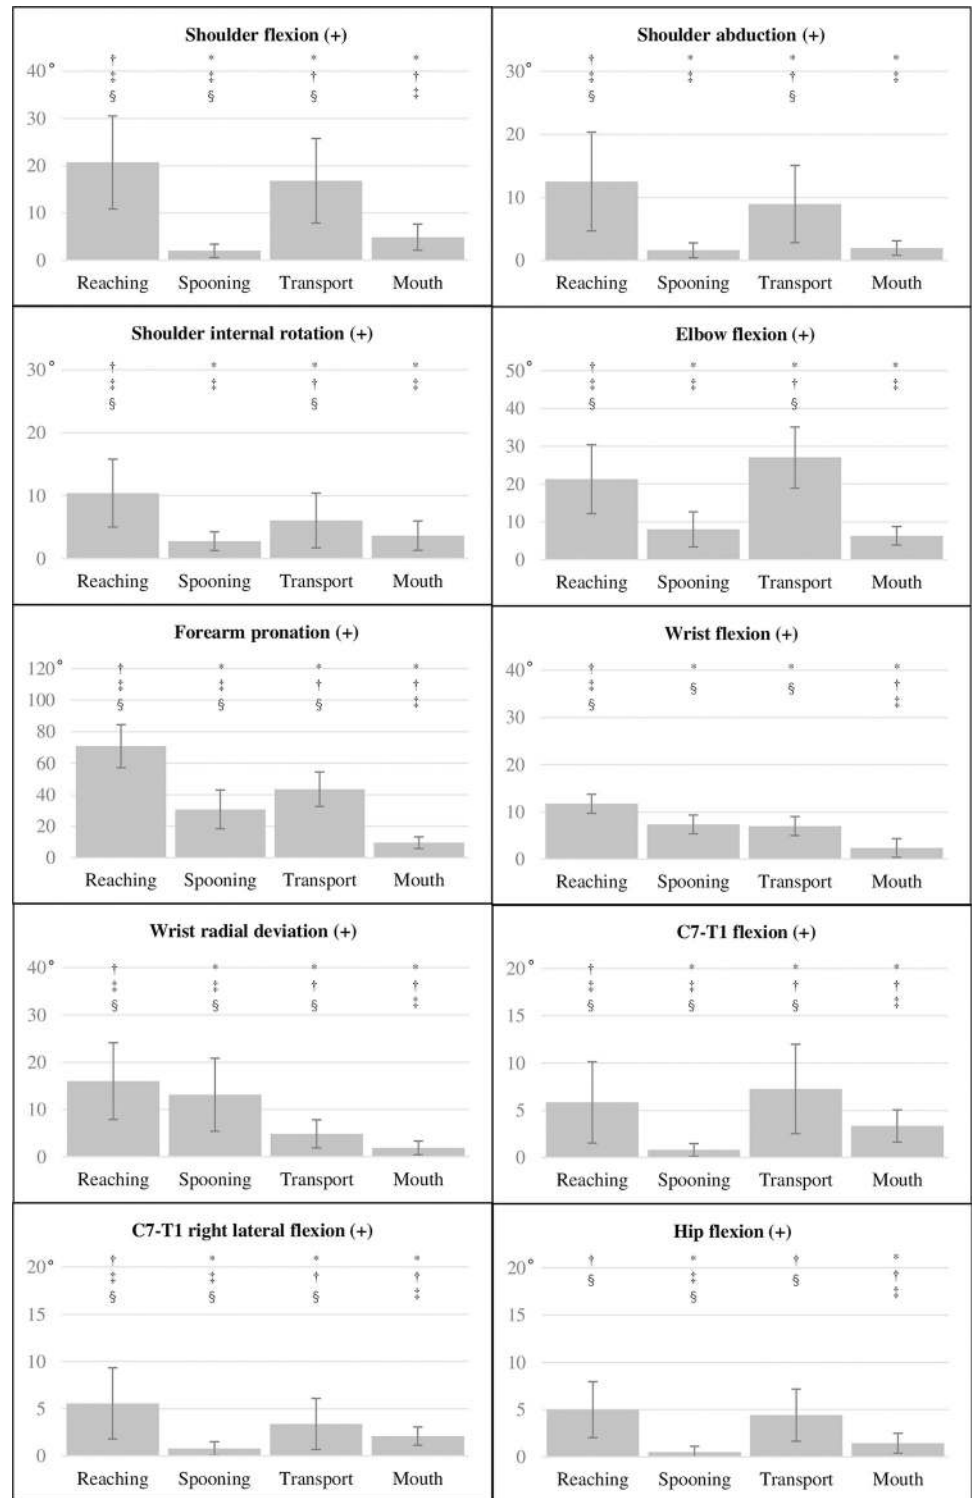 Shoulder flexion (+)
† * * *
40° ‡ ‡ † †
§ § § ‡
30
20
10
0
Reaching Spooning Transport Mouth
Shoulder abduction (+)
† * * *
30° ‡ ‡ † ‡
§ §
20
10
0
Reaching Spooning Transport Mouth
Shoulder internal rotation (+)
30° † * * *
‡ ‡ † ‡
§ §
20
10
0
Reaching Spooning Transport Mouth
Elbow flexion (+)
50° † * * *
‡ ‡ † ‡
40 § §
30
20
10
0
Reaching Spooning Transport Mouth
Forearm pronation (+)
120° † * * *
‡ ‡ † †
100 § § § ‡
80
60
40
20
0
Reaching Spooning Transport Mouth
Wrist flexion (+)
40° † * * *
‡ § § †
§ ‡
30
20
10
0
Reaching Spooning Transport Mouth
Wrist radial deviation (+)
40° † * * *
‡ ‡ † †
§ § § ‡
30
20
10
0
Reaching Spooning Transport Mouth
C7-T1 flexion (+)
20° † * * *
‡ ‡ † †
§ § § ‡
15
10
5
0
Reaching Spooning Transport Mouth
C7-T1 right lateral flexion (+)
† * * *
20° ‡ ‡ † †
§ § § ‡
15
10
5
0
Reaching Spooning Transport Mouth
Hip flexion (+)
† * † *
20° § ‡ § †
§ ‡
15
10
5
0
Reaching Spooning Transport Mouth